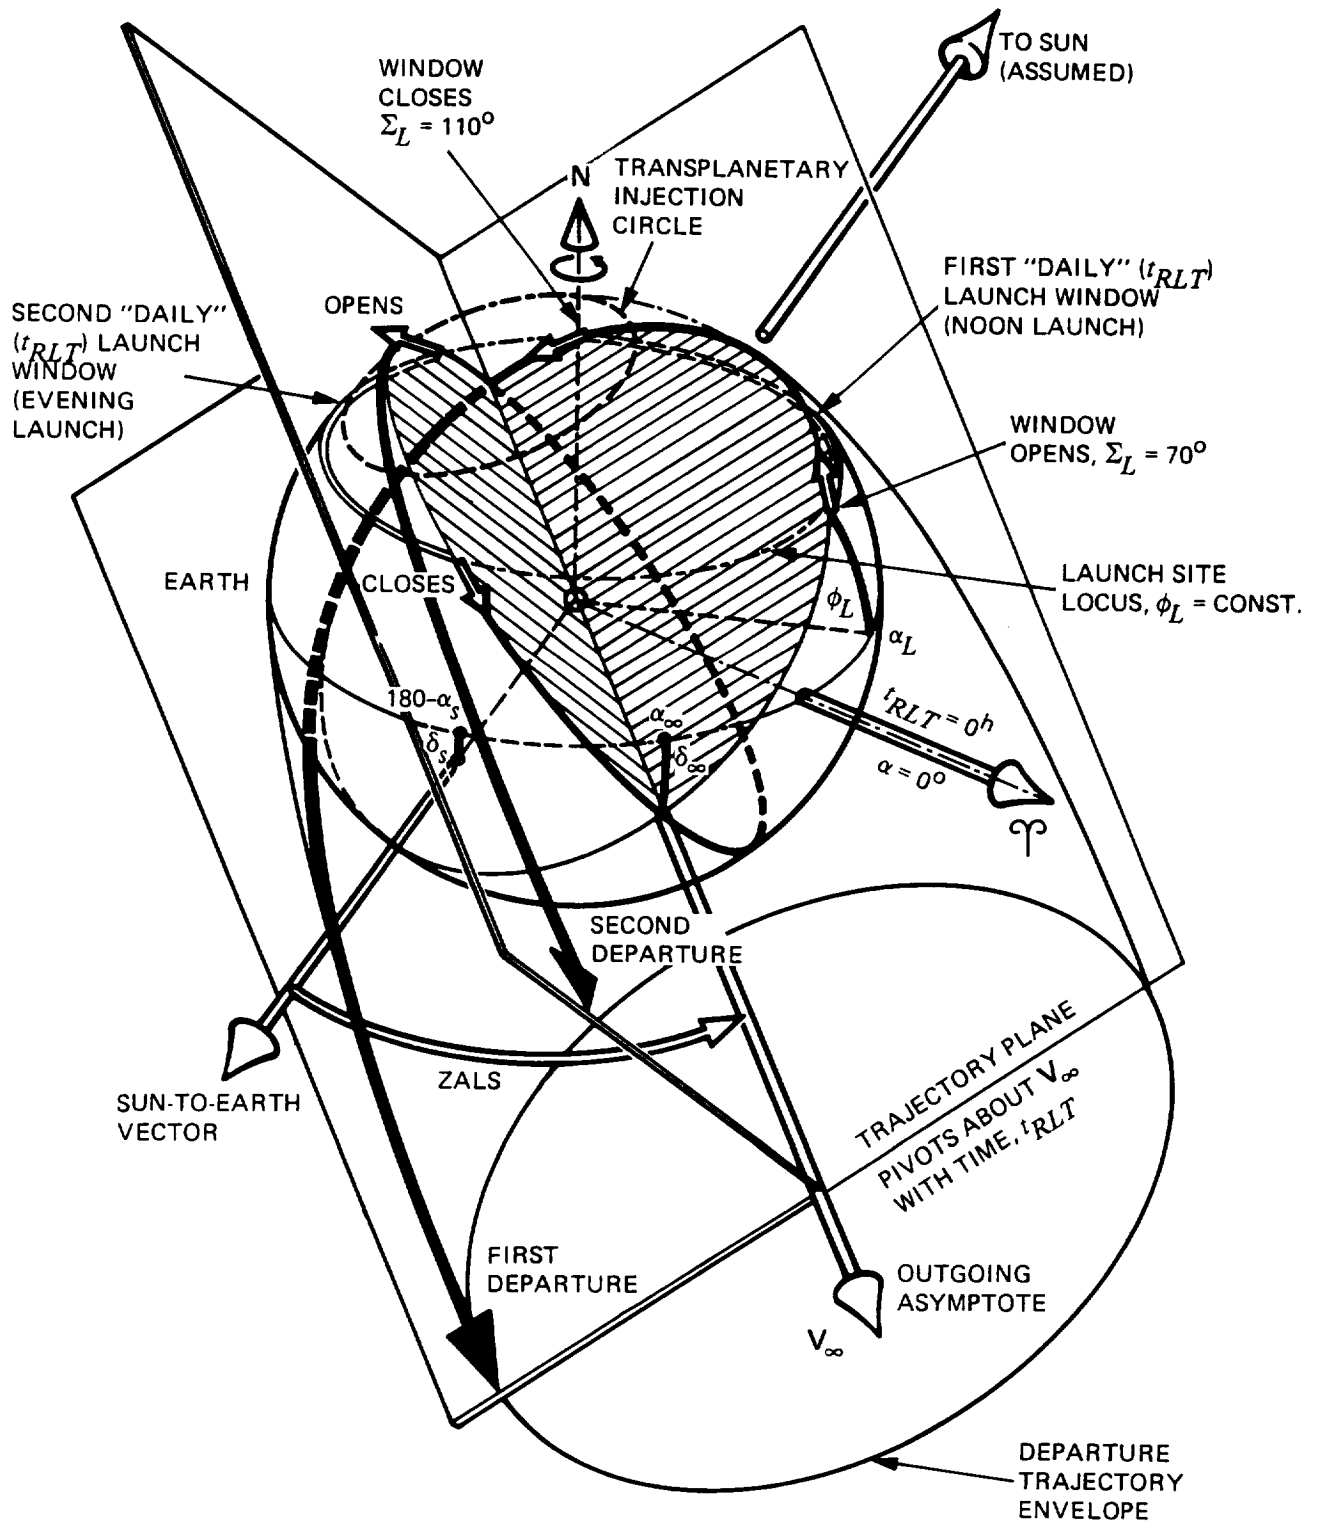 TO SUN
(ASSUMED)
WINDOW
CLOSES
Σ_L = 110°
N
TRANSPLANETARY
INJECTION
CIRCLE
FIRST "DAILY" (t_RLT)
LAUNCH WINDOW
(NOON LAUNCH)
OPENS
SECOND "DAILY"
(t_RLT) LAUNCH
WINDOW
(EVENING
LAUNCH)
WINDOW
OPENS, Σ_L = 70°
EARTH
CLOSES
LAUNCH SITE
LOCUS, ϕ_L = CONST.
ϕ_L
α_L
180-α_s
δ_s
α_∞
δ_∞
t_RLT = 0h
α = 0°
♈
SECOND
DEPARTURE
ZALS
SUN-TO-EARTH
VECTOR
TRAJECTORY PLANE
PIVOTS ABOUT V_∞
WITH TIME, t_RLT
FIRST
DEPARTURE
OUTGOING
ASYMPTOTE
V_∞
DEPARTURE
TRAJECTORY
ENVELOPE